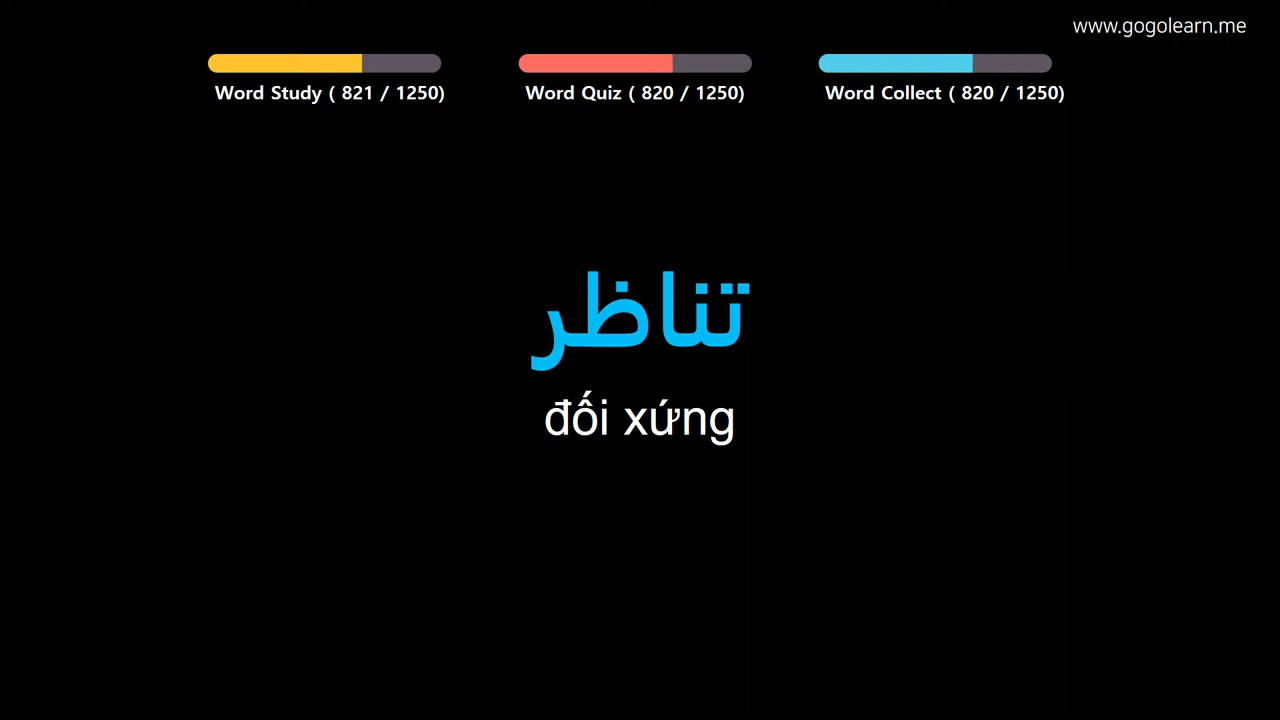 www.gogolearn.me
Word Study ( 821 / 1250)
Word Quiz ( 820 / 1250)
Word Collect ( 820 / 1250)
تناظر
đối xứng